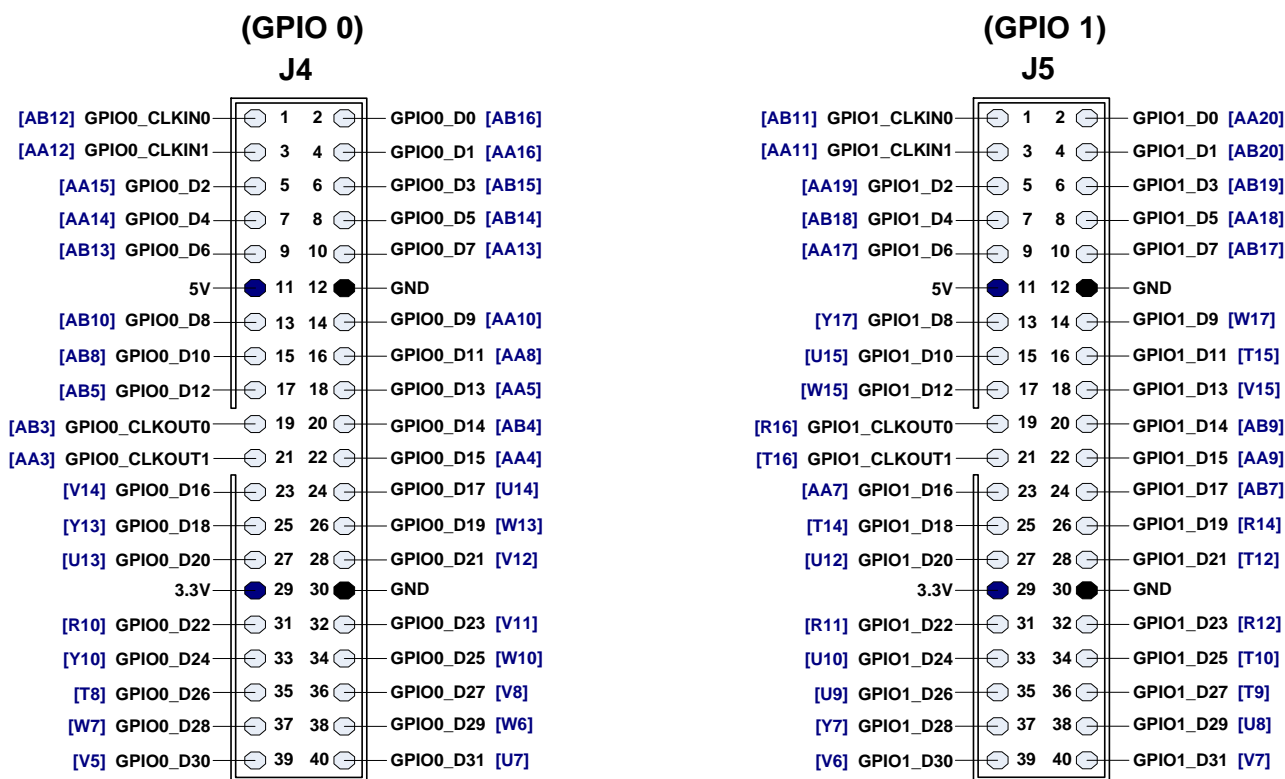 (GPIO 0)
J4
[AB12] GPIO0_CLKIN0 1 2 GPIO0_D0 [AB16]
[AA12] GPIO0_CLKIN1 3 4 GPIO0_D1 [AA16]
[AA15] GPIO0_D2 5 6 GPIO0_D3 [AB15]
[AA14] GPIO0_D4 7 8 GPIO0_D5 [AB14]
[AB13] GPIO0_D6 9 10 GPIO0_D7 [AA13]
5V 11 12 GND
[AB10] GPIO0_D8 13 14 GPIO0_D9 [AA10]
[AB8] GPIO0_D10 15 16 GPIO0_D11 [AA8]
[AB5] GPIO0_D12 17 18 GPIO0_D13 [AA5]
[AB3] GPIO0_CLKOUT0 19 20 GPIO0_D14 [AB4]
[AA3] GPIO0_CLKOUT1 21 22 GPIO0_D15 [AA4]
[V14] GPIO0_D16 23 24 GPIO0_D17 [U14]
[Y13] GPIO0_D18 25 26 GPIO0_D19 [W13]
[U13] GPIO0_D20 27 28 GPIO0_D21 [V12]
3.3V 29 30 GND
[R10] GPIO0_D22 31 32 GPIO0_D23 [V11]
[Y10] GPIO0_D24 33 34 GPIO0_D25 [W10]
[T8] GPIO0_D26 35 36 GPIO0_D27 [V8]
[W7] GPIO0_D28 37 38 GPIO0_D29 [W6]
[V5] GPIO0_D30 39 40 GPIO0_D31 [U7]
(GPIO 1)
J5
[AB11] GPIO1_CLKIN0 1 2 GPIO1_D0 [AA20]
[AA11] GPIO1_CLKIN1 3 4 GPIO1_D1 [AB20]
[AA19] GPIO1_D2 5 6 GPIO1_D3 [AB19]
[AB18] GPIO1_D4 7 8 GPIO1_D5 [AA18]
[AA17] GPIO1_D6 9 10 GPIO1_D7 [AB17]
5V 11 12 GND
[Y17] GPIO1_D8 13 14 GPIO1_D9 [W17]
[U15] GPIO1_D10 15 16 GPIO1_D11 [T15]
[W15] GPIO1_D12 17 18 GPIO1_D13 [V15]
[R16] GPIO1_CLKOUT0 19 20 GPIO1_D14 [AB9]
[T16] GPIO1_CLKOUT1 21 22 GPIO1_D15 [AA9]
[AA7] GPIO1_D16 23 24 GPIO1_D17 [AB7]
[T14] GPIO1_D18 25 26 GPIO1_D19 [R14]
[U12] GPIO1_D20 27 28 GPIO1_D21 [T12]
3.3V 29 30 GND
[R11] GPIO1_D22 31 32 GPIO1_D23 [R12]
[U10] GPIO1_D24 33 34 GPIO1_D25 [T10]
[U9] GPIO1_D26 35 36 GPIO1_D27 [T9]
[Y7] GPIO1_D28 37 38 GPIO1_D29 [U8]
[V6] GPIO1_D30 39 40 GPIO1_D31 [V7]